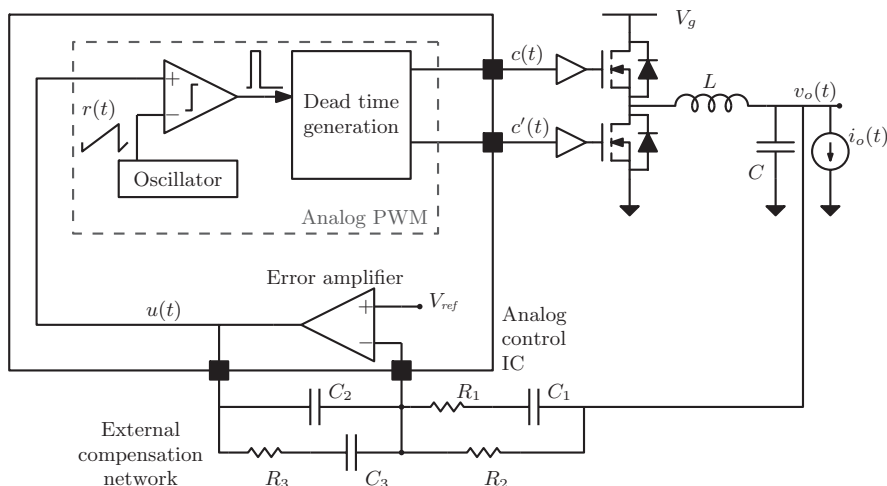 V_g
c(t)
r(t)
Dead time
generation
L
v_o(t)
c'(t)
i_o(t)
C
Oscillator
Analog PWM
Error amplifier
V_ref
u(t)
Analog
control
IC
C_2
R_1
C_1
External
compensation
network
R_3
C_3
R_2